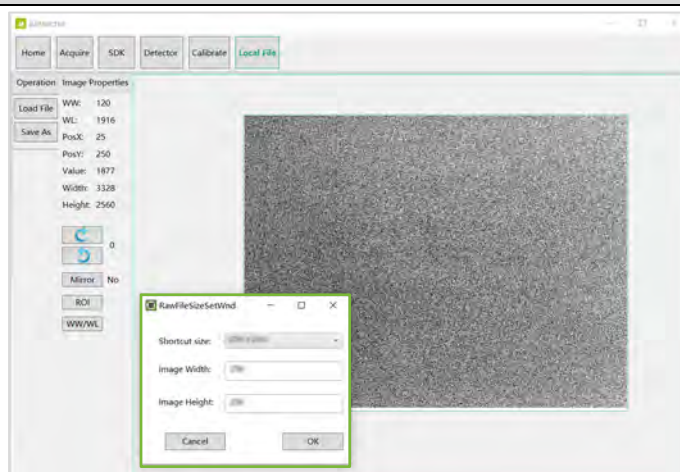 Home Acquire SDK Detector Calibrate Local File
Operation Image Properties
Load File
Save As
WW: 120
WL: 1916
PosX: 25
PosY: 250
Value: 1877
Width: 3328
Height: 2560
0
Mirror No
ROI
WW/WL
RawFileSizeSetWnd
Shortcut size:
Image Width:
Image Height:
Cancel OK